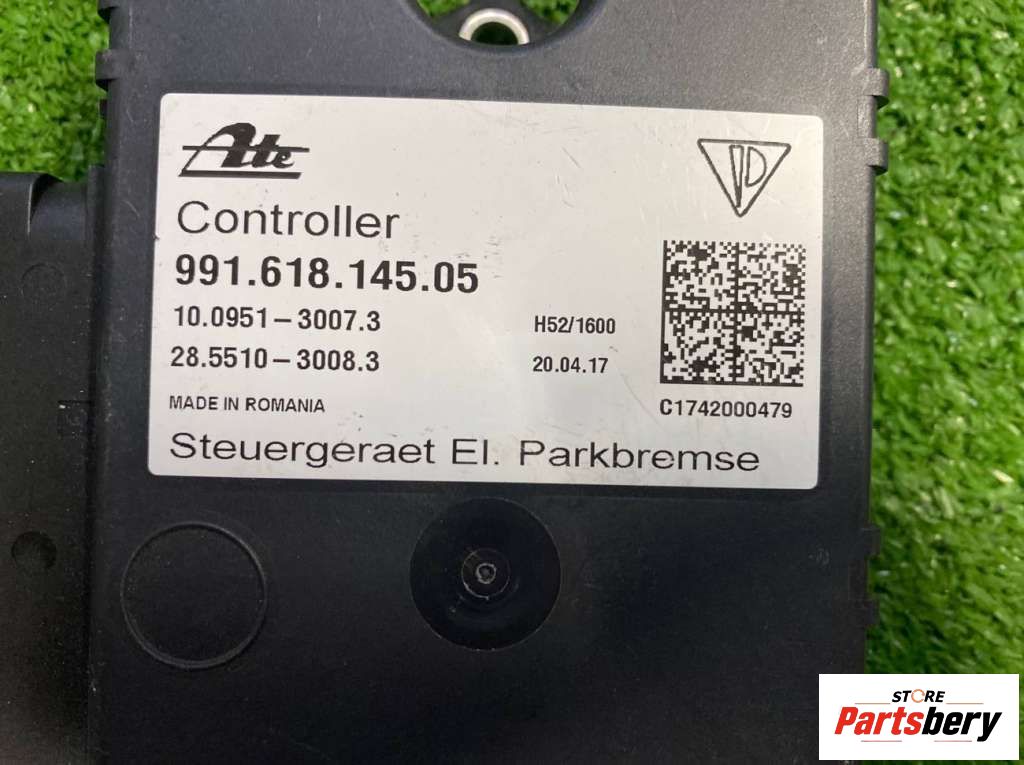 Ate
Controller
991.618.145.05
10.0951-3007.3
H52/1600
28.5510-3008.3
20.04.17
MADE IN ROMANIA
C1742000479
Steuergeraet El. Parkbremse
STORE
Partsbery